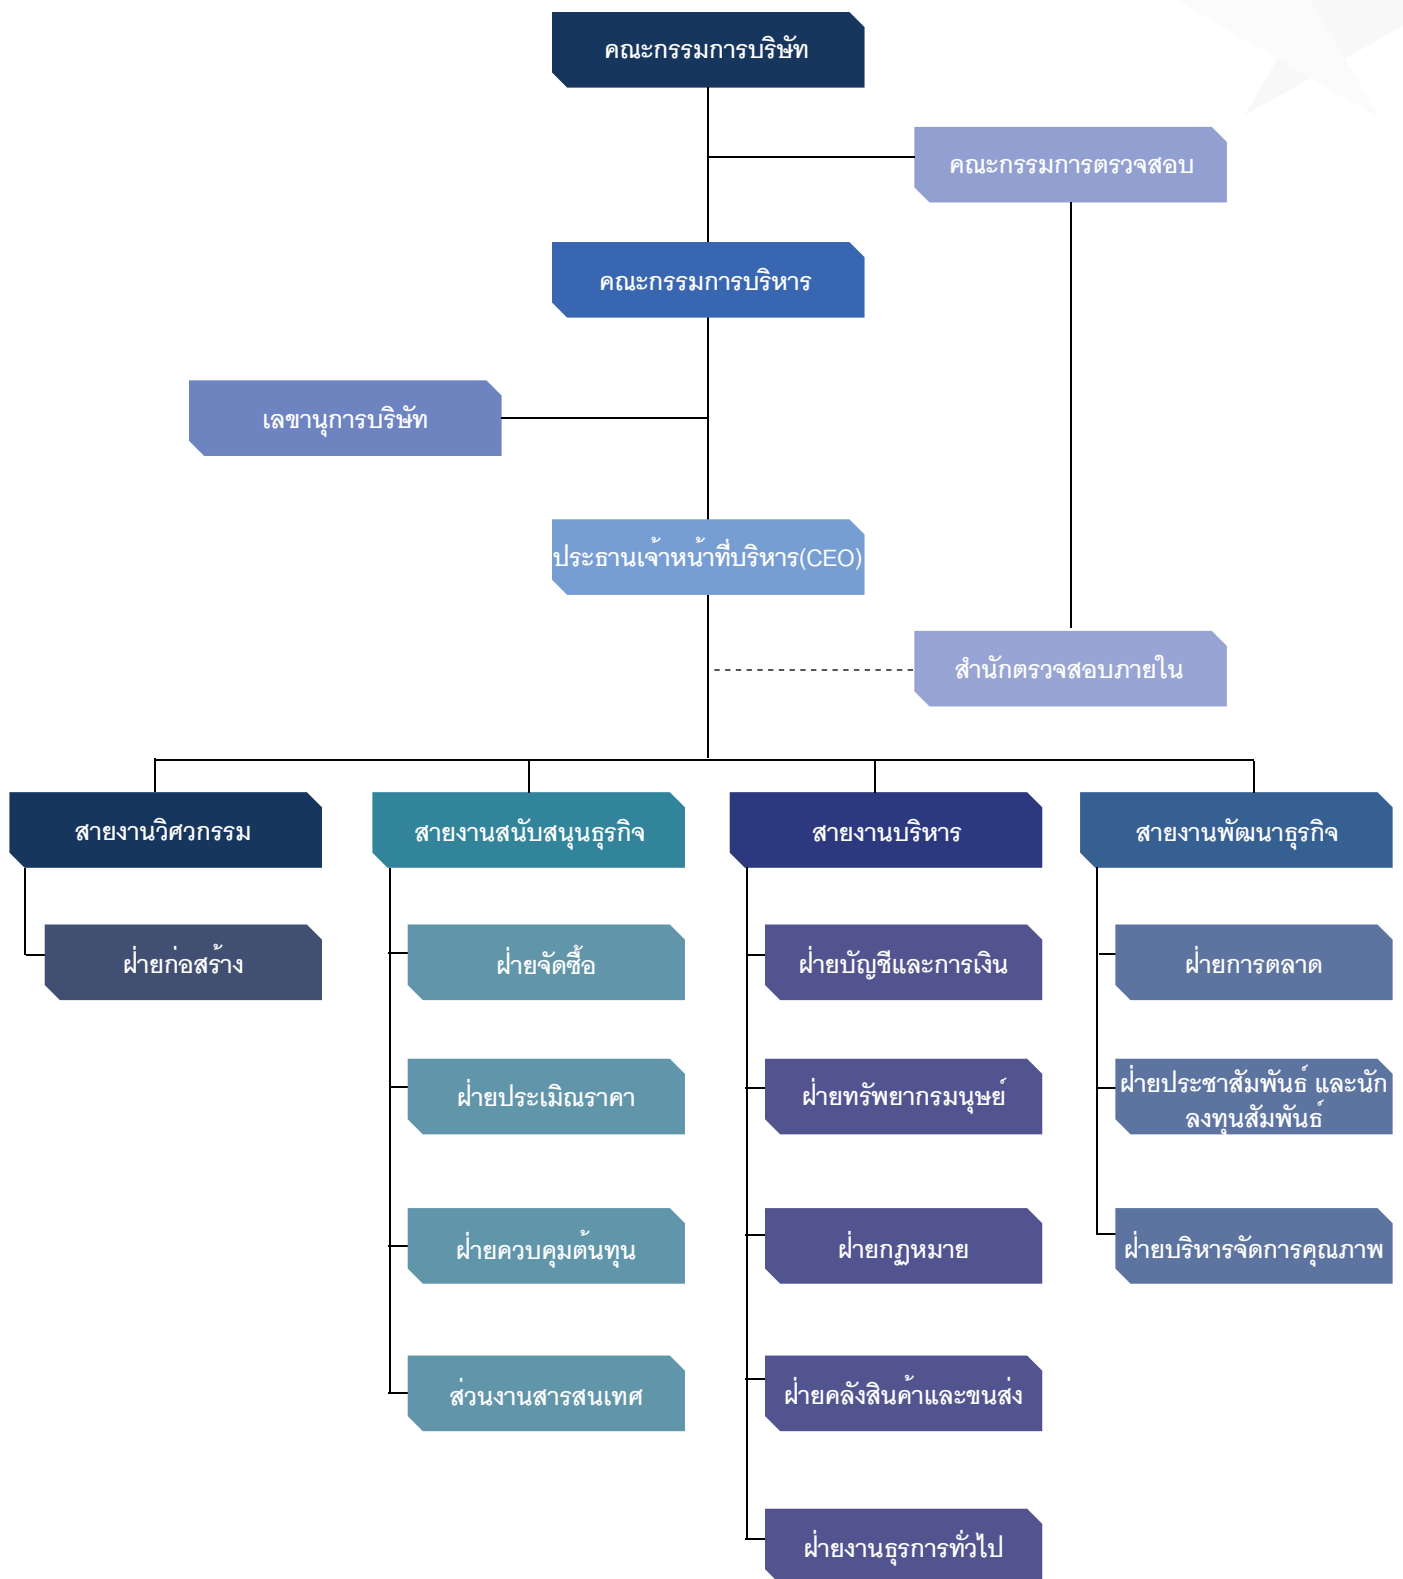 คณะกรรมการบริษัท
คณะกรรมการตรวจสอบ
คณะกรรมการบริหาร
เลขานุการบริษัท
ประธานเจ้าหน้าที่บริหาร(CEO)
สำนักตรวจสอบภายใน
สายงานวิศวกรรม
สายงานสนับสนุนธุรกิจ
สายงานบริหาร
สายงานพัฒนาธุรกิจ
ฝ่ายก่อสร้าง
ฝ่ายจัดซื้อ
ฝ่ายบัญชีและการเงิน
ฝ่ายการตลาด
ฝ่ายประเมิณราคา
ฝ่ายทรัพยากรมนุษย์
ฝ่ายประชาสัมพันธ์ และนัก
ลงทุนสัมพันธ์
ฝ่ายควบคุมต้นทุน
ฝ่ายกฎหมาย
ฝ่ายบริหารจัดการคุณภาพ
ส่วนงานสารสนเทศ
ฝ่ายคลังสินค้าและขนส่ง
ฝ่ายงานธุรการทั่วไป